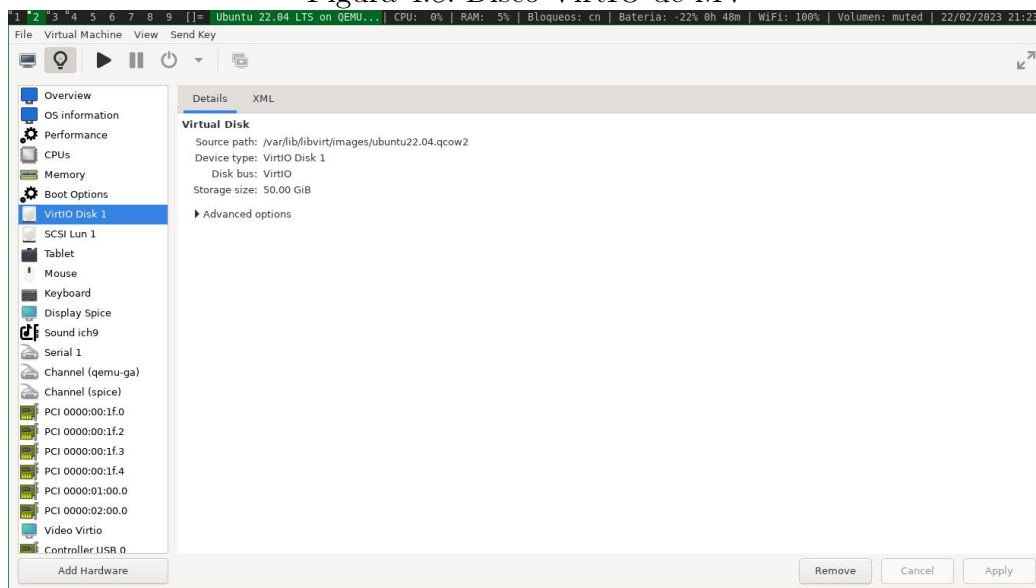 Figura 4.8: Disco VirtIO de MV
1 2 3 4 5 6 7 8 9 []= Ubuntu 22.04 LTS on QEMU...| CPU: 0% | RAM: 5% | Bloqueos: cn | Bateria: -22% 0h 48m | WiFi: 100% | Volumen: muted | 22/02/2023 21:23
File Virtual Machine View Send Key
Overview
OS information
Performance
CPUs
Memory
Boot Options
VirtIO Disk 1
SCSI Lun 1
Tablet
Mouse
Keyboard
Display Spice
Sound ich9
Serial 1
Channel (qemu-ga)
Channel (spice)
PCI 0000:00:1f.0
PCI 0000:00:1f.2
PCI 0000:00:1f.3
PCI 0000:00:1f.4
PCI 0000:01:00.0
PCI 0000:02:00.0
Video Virtio
Controller USB 0
Add Hardware
Details XML
Virtual Disk
Source path: /var/lib/libvirt/images/ubuntu22.04.qcow2
Device type: VirtIO Disk 1
Disk bus: VirtIO
Storage size: 50.00 GiB
Advanced options
Remove Cancel Apply